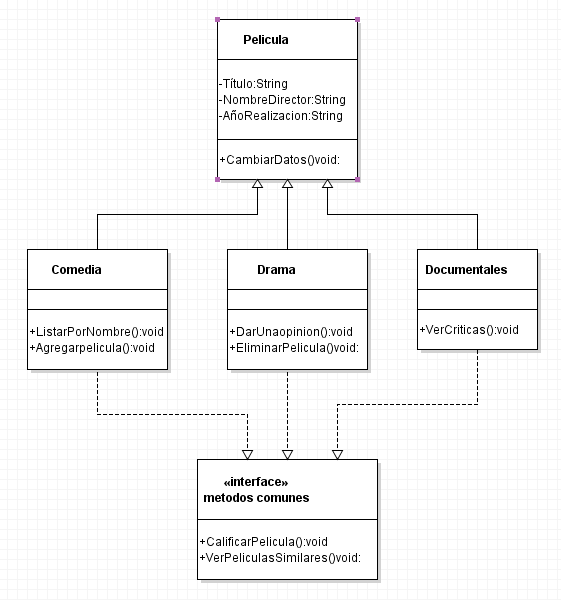 Pelicula
-Título:String
-NombreDirector:String
-AñoRealizacion:String
+CambiarDatos()void:
Comedia
+ListarPorNombre():void
+Agregarpelicula():void
Drama
+DarUnaopinion():void
+EliminarPelicula()void:
Documentales
+VerCriticas():void
«interface»
metodos comunes
+CalificarPelicula():void
+VerPeliculasSimilares()void: